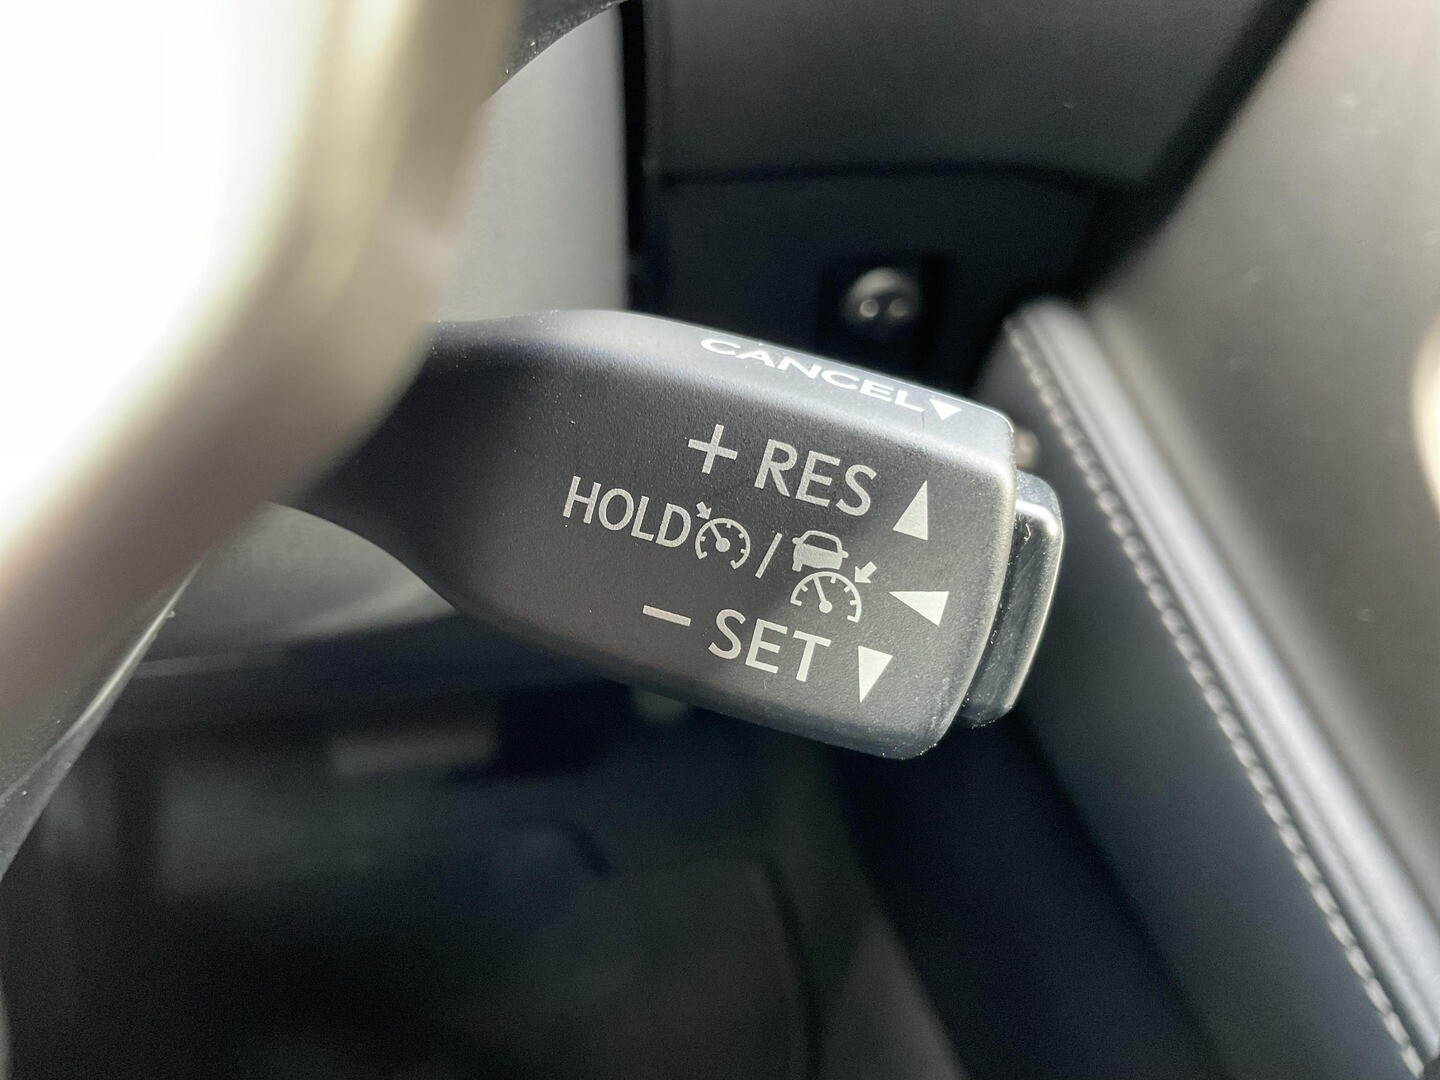 CANCEL▼
+ RES ▲
HOLD / ◀
− SET ▼